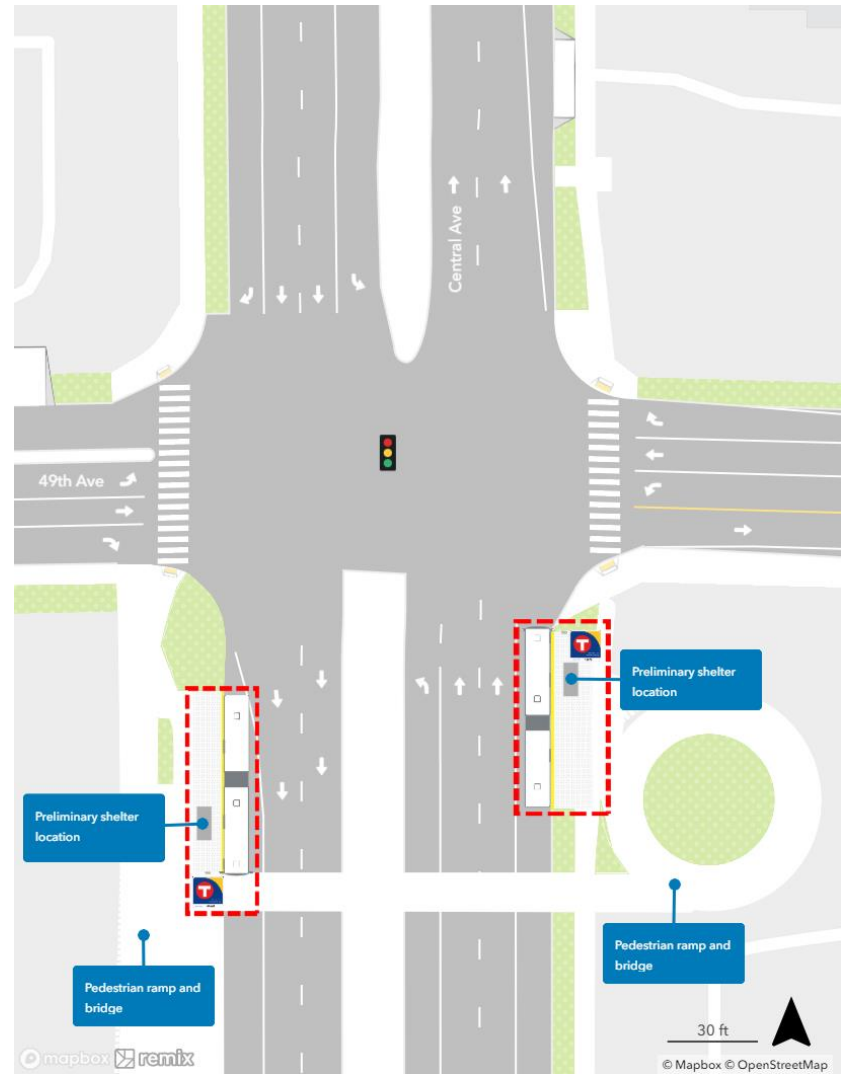 Central Ave
49th Ave
T
Preliminary shelter
location
Preliminary shelter
location
T
Pedestrian ramp and
bridge
Pedestrian ramp and
bridge
30 ft
mapbox remix
© Mapbox © OpenStreetMap